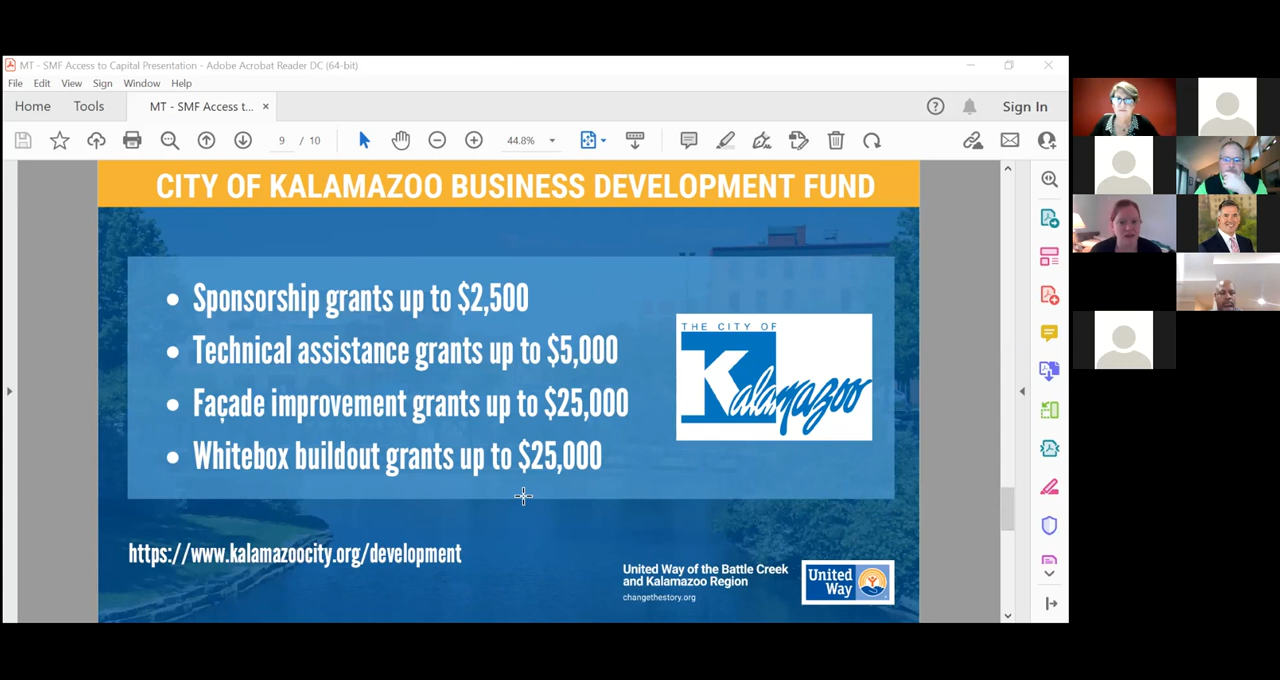 MT - SMF Access to Capital Presentation - Adobe Acrobat Reader DC (64-bit)
File Edit View Sign Window Help
Home Tools MT - SMF Access t... × Sign In
9 / 10 44.8%
CITY OF KALAMAZOO BUSINESS DEVELOPMENT FUND
• Sponsorship grants up to $2,500
• Technical assistance grants up to $5,000
• Façade improvement grants up to $25,000
• Whitebox buildout grants up to $25,000
THE CITY OF
Kalamazoo
https://www.kalamazoocity.org/development
United Way of the Battle Creek
and Kalamazoo Region
changethestory.org
United
Way